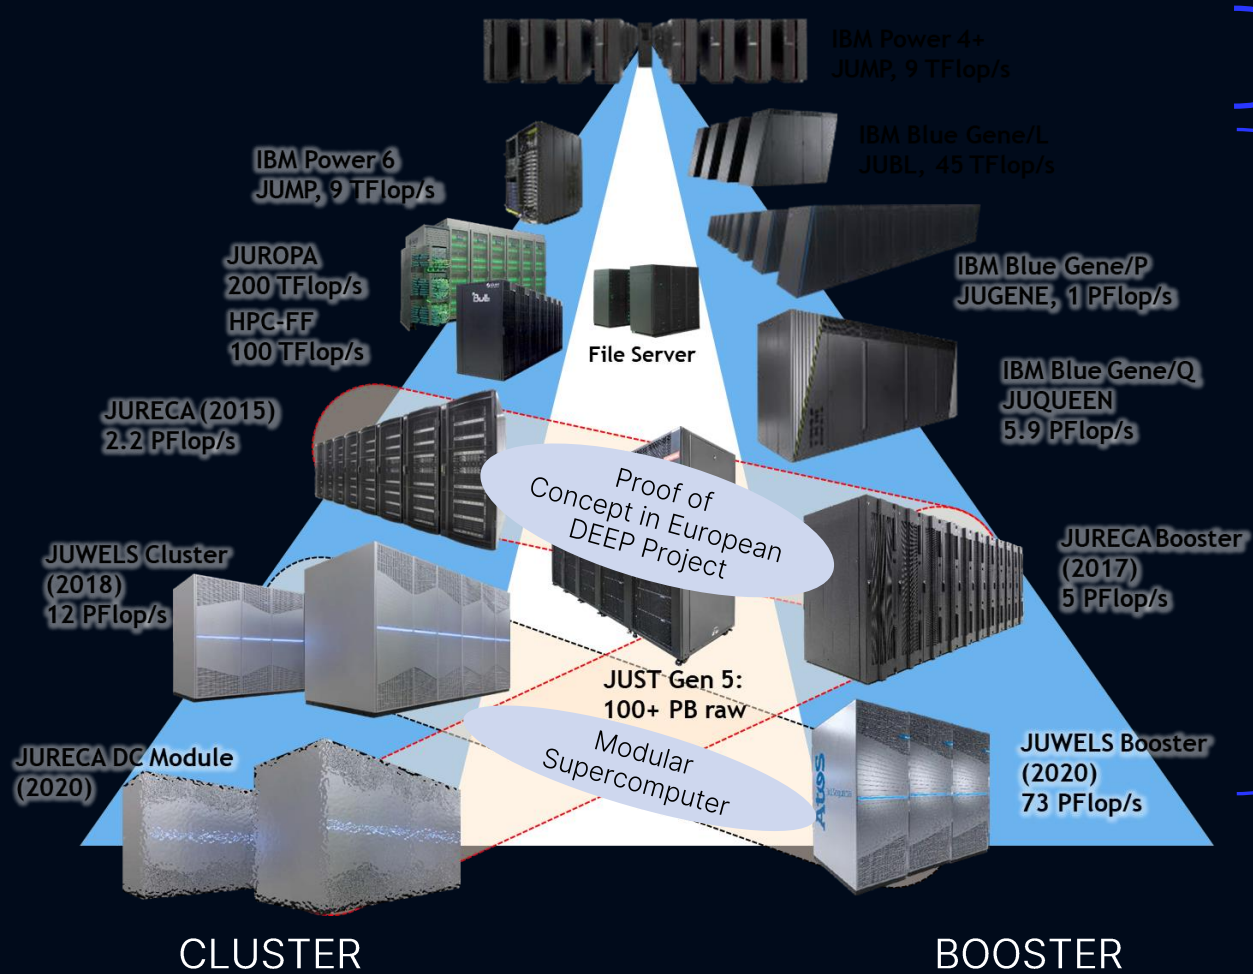 IBM Power 4+
JUMP, 9 TFlop/s
IBM Blue Gene/L
JUBL, 45 TFlop/s
IBM Power 6
JUMP, 9 TFlop/s
JUROPA
200 TFlop/s
HPC-FF
100 TFlop/s
Bull
IBM Blue Gene/P
JUGENE, 1 PFlop/s
File Server
IBM Blue Gene/Q
JUQUEEN
5.9 PFlop/s
JURECA (2015)
2.2 PFlop/s
Proof of
Concept in European
DEEP Project
JURECA Booster
(2017)
5 PFlop/s
JUWELS Cluster
(2018)
12 PFlop/s
JUST Gen 5:
100+ PB raw
Modular
Supercomputer
JURECA DC Module
(2020)
Atos
JUWELS Booster
(2020)
73 PFlop/s
CLUSTER
BOOSTER